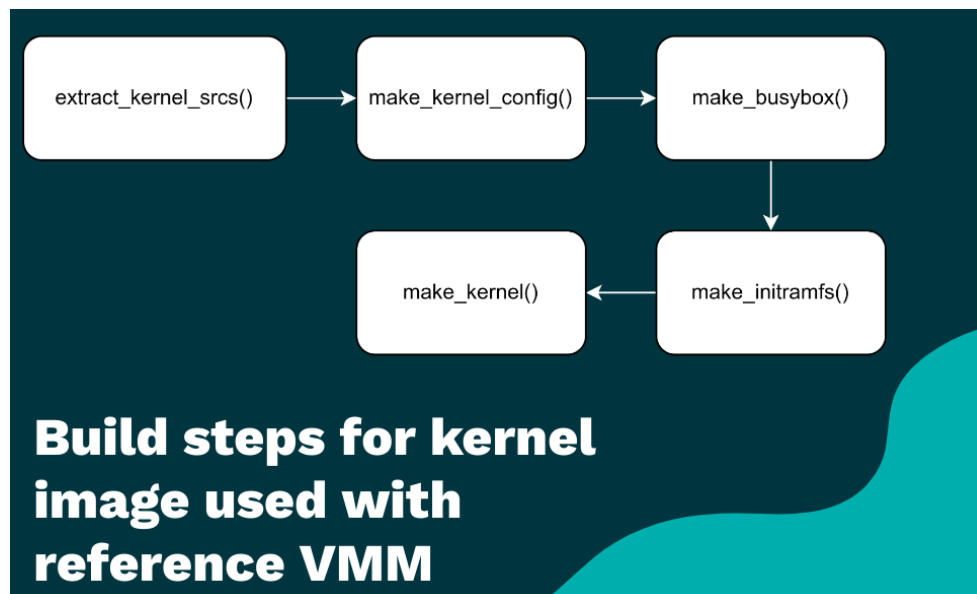 extract_kernel_srcs()
make_kernel_config()
make_busybox()
make_initramfs()
make_kernel()
Build steps for kernel
image used with
reference VMM